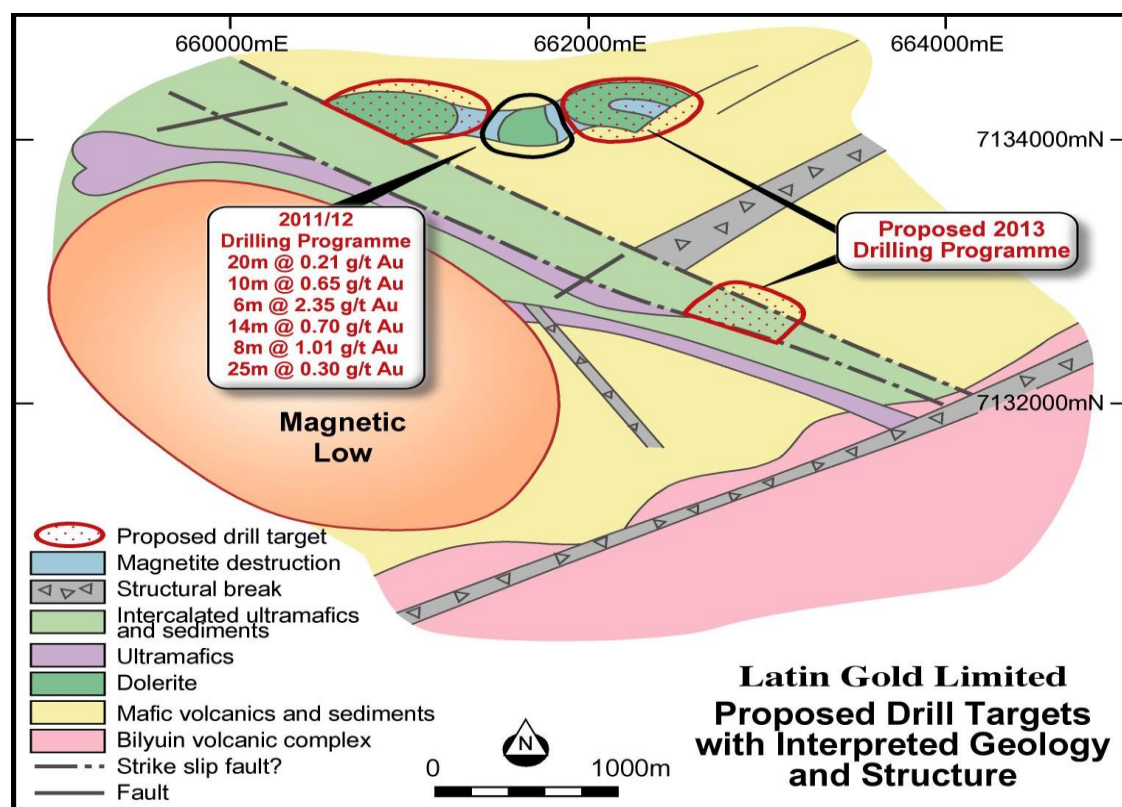 660000mE
662000mE
664000mE
7134000mN
2011/12
Drilling Programme
20m @ 0.21 g/t Au
10m @ 0.65 g/t Au
6m @ 2.35 g/t Au
14m @ 0.70 g/t Au
8m @ 1.01 g/t Au
25m @ 0.30 g/t Au
Proposed 2013
Drilling Programme
7132000mN
Magnetic
Low
Proposed drill target
Magnetite destruction
Structural break
Intercalated ultramafics
and sediments
Ultramafics
Dolerite
Mafic volcanics and sediments
Bilyuin volcanic complex
Strike slip fault?
Fault
N
0
1000m
Latin Gold Limited
Proposed Drill Targets
with Interpreted Geology
and Structure